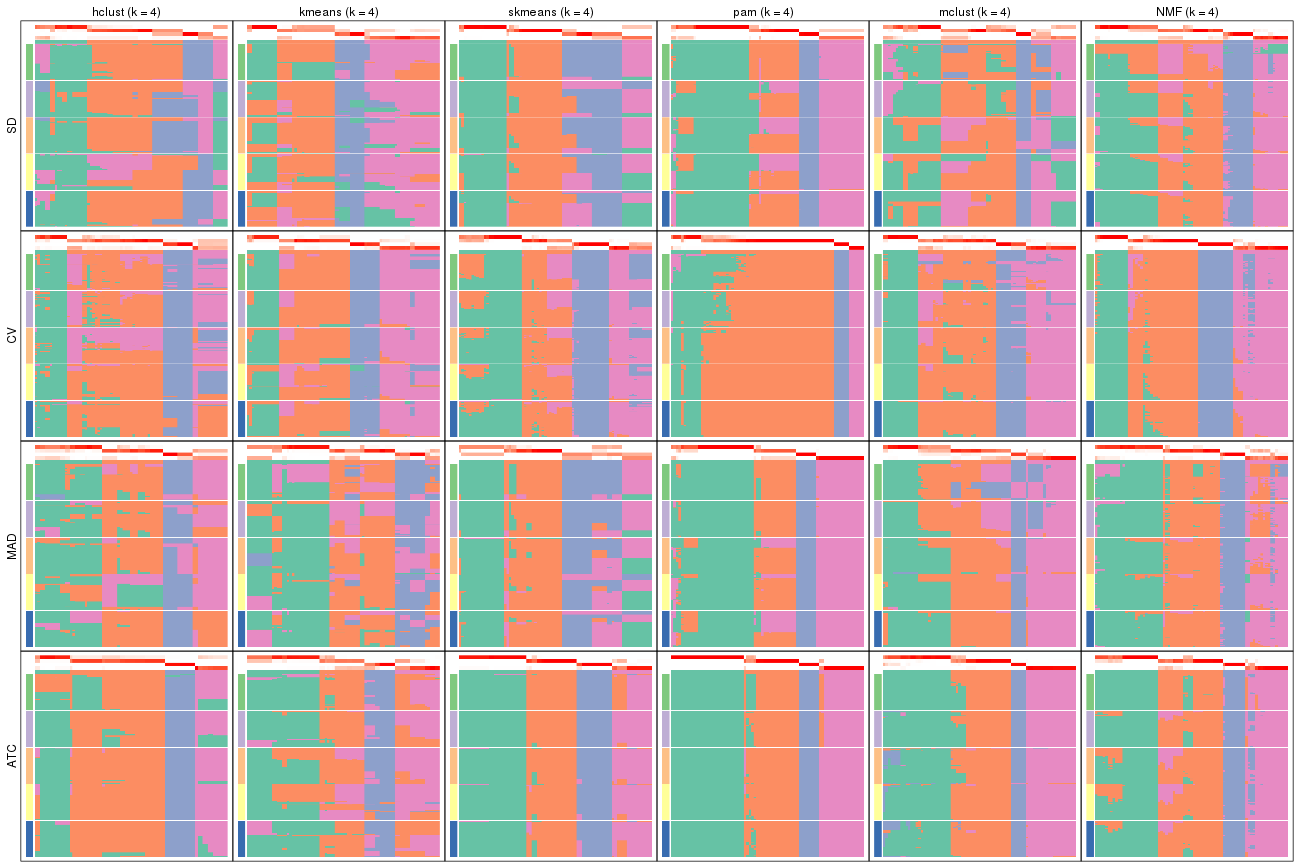 hclust (k = 4) kmeans (k = 4) skmeans (k = 4) pam (k = 4) mclust (k = 4) NMF (k = 4)
SD
CV
MAD
ATC